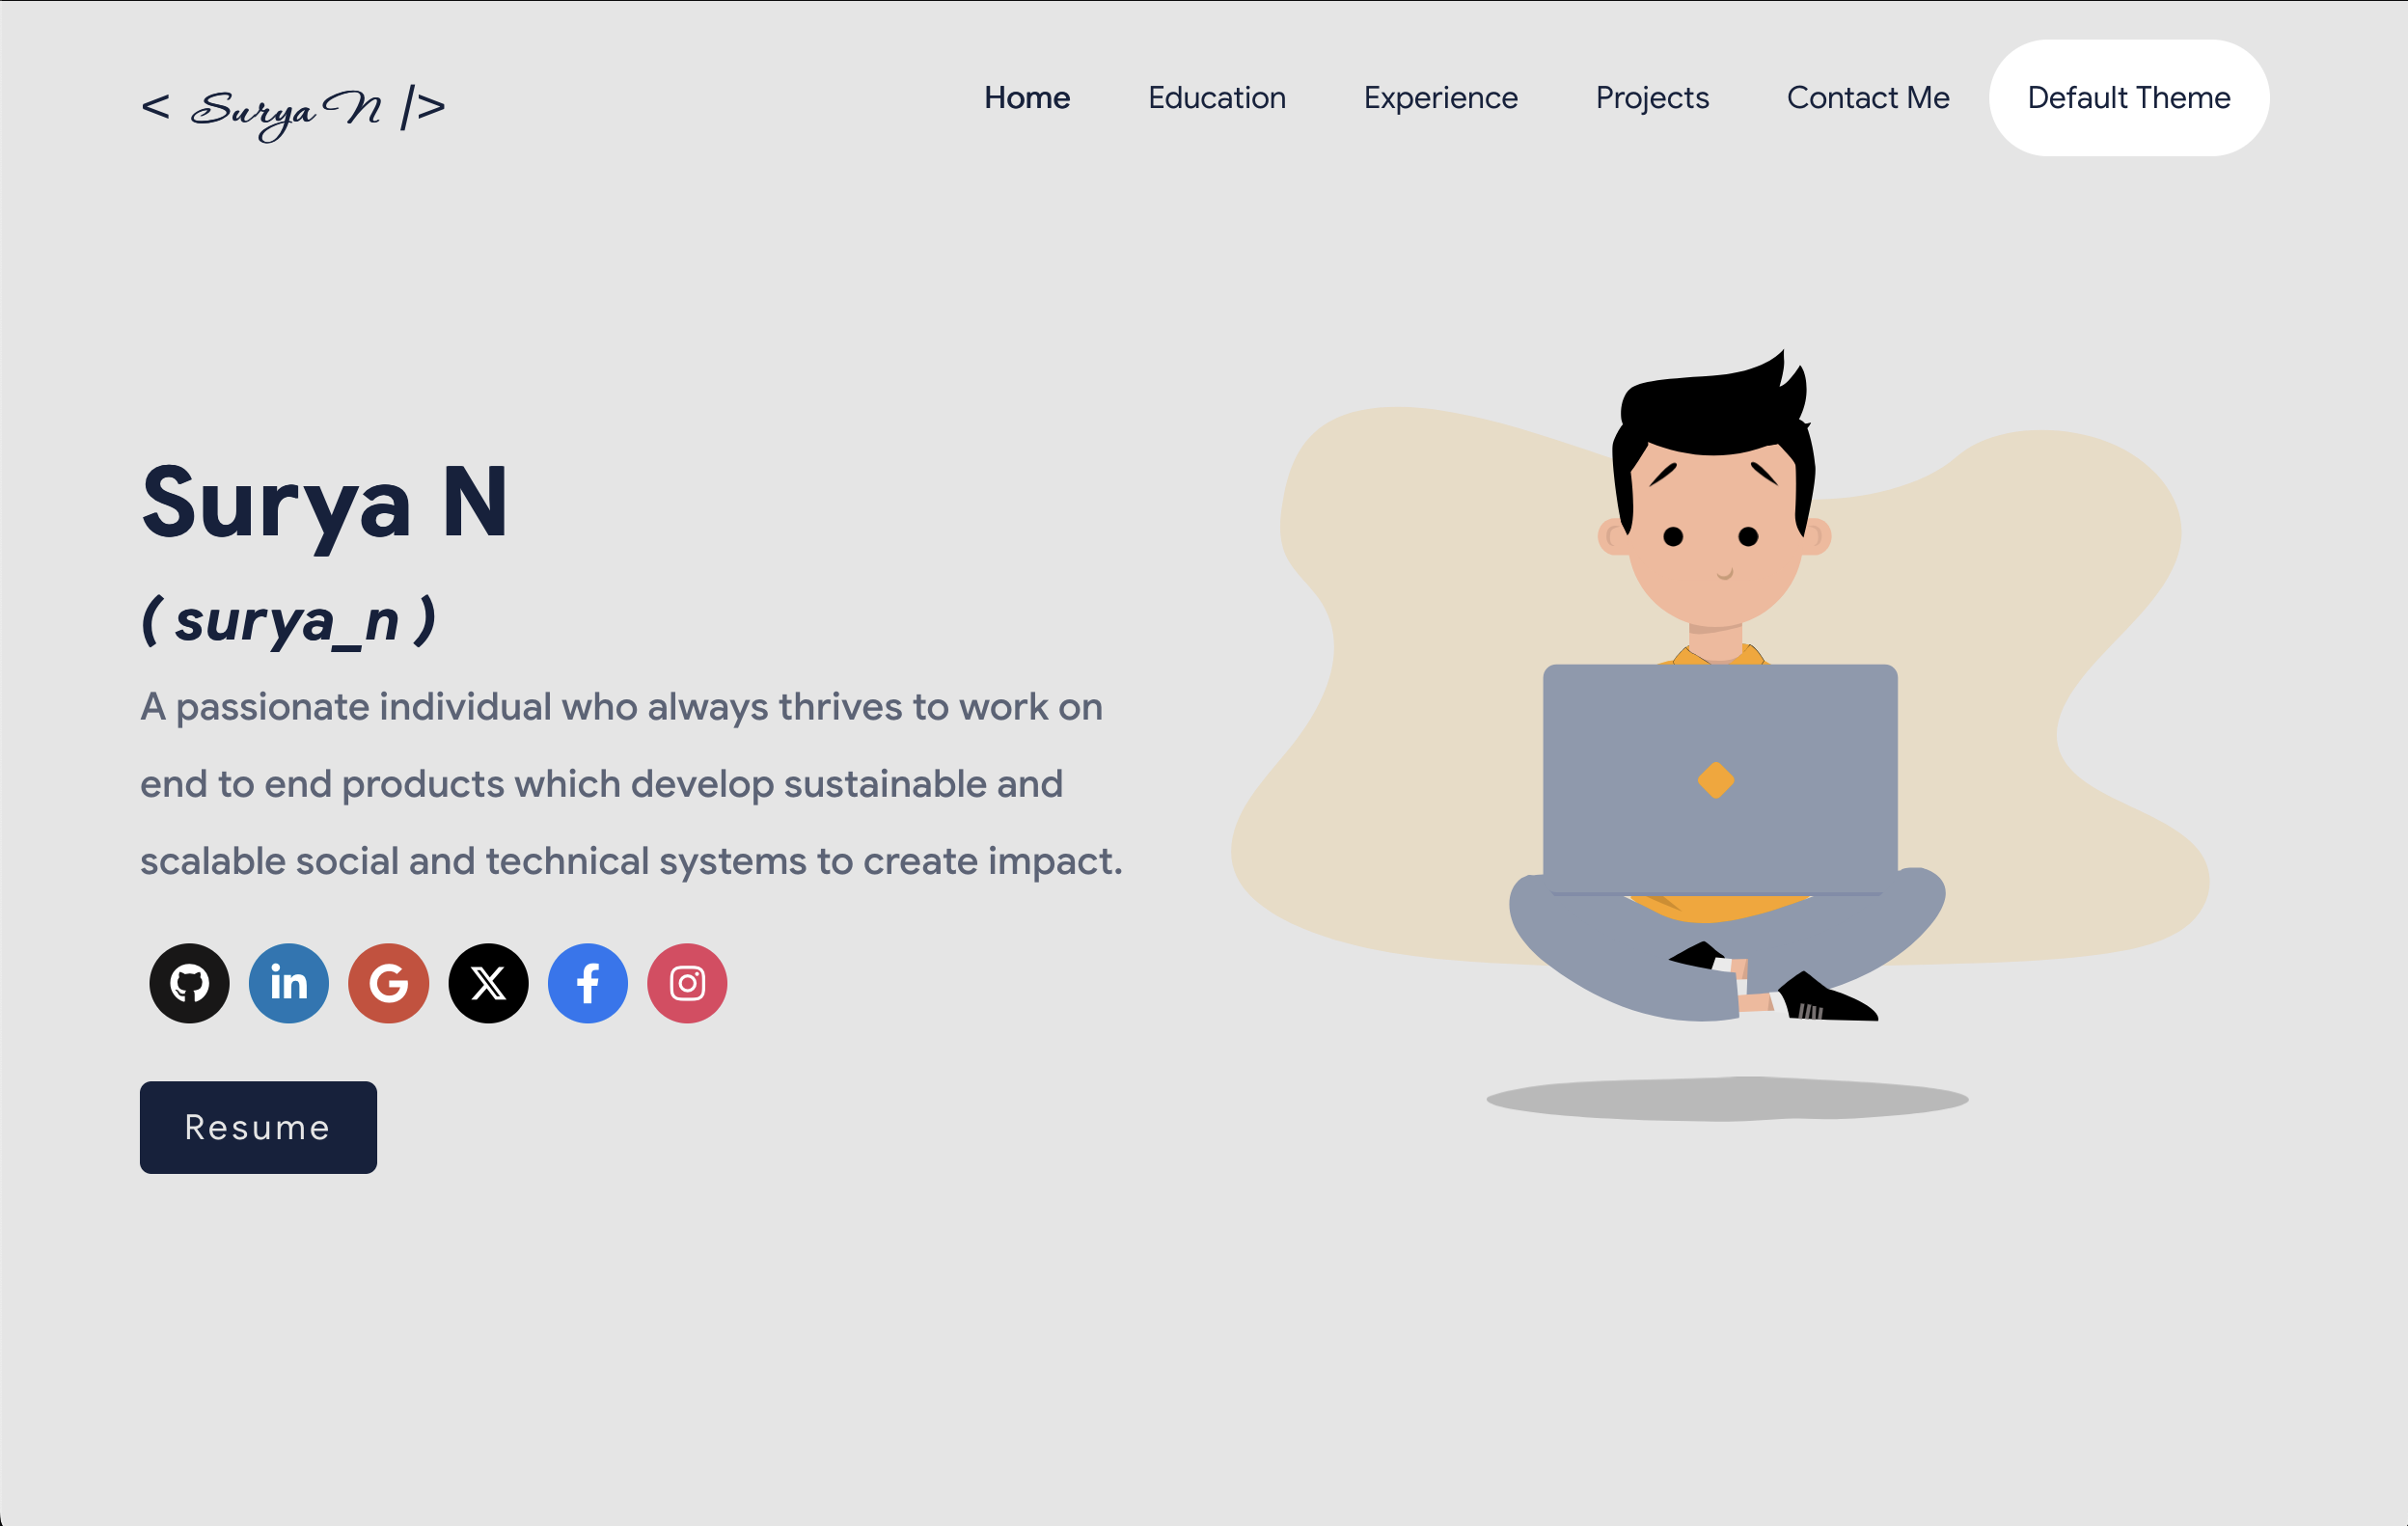 < Surya N />
Home Education Experience Projects Contact Me Default Theme
Surya N
( surya_n )
A passionate individual who always thrives to work on
end to end products which develop sustainable and
scalable social and technical systems to create impact.
Resume